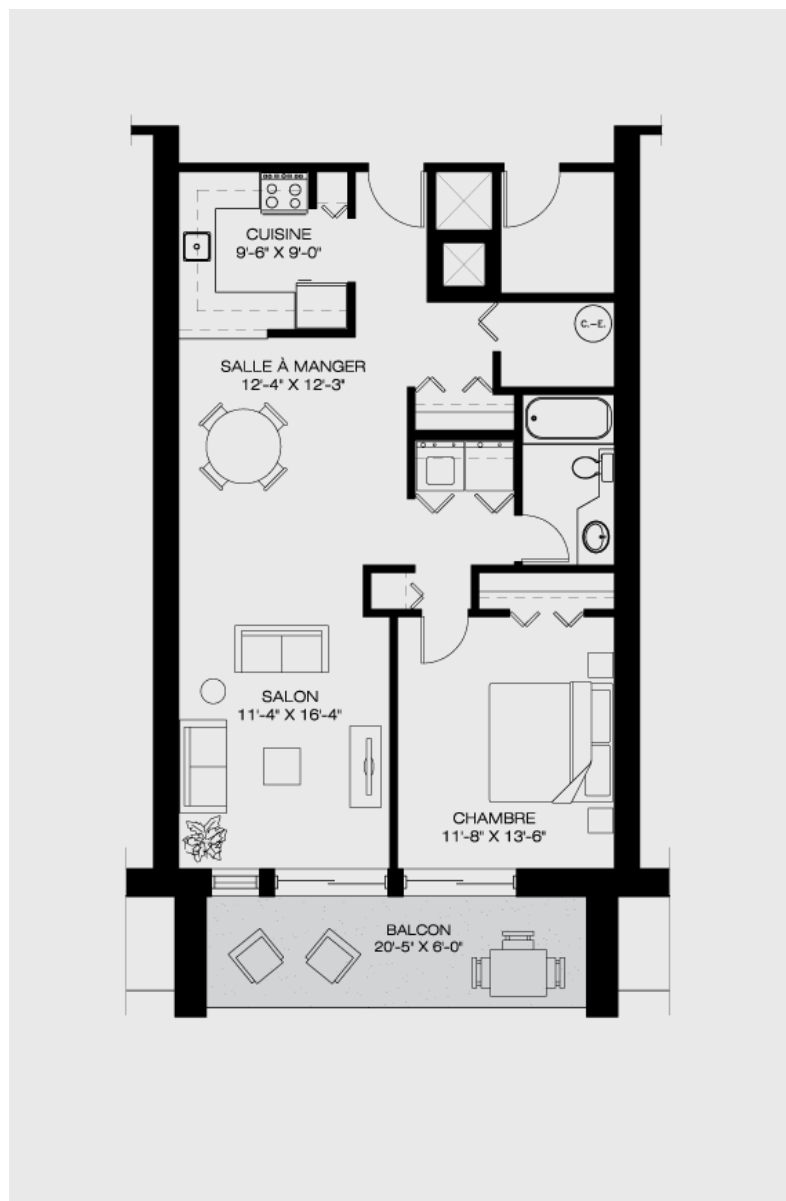 CUISINE
9'-6" X 9'-0"
C.-E.
SALLE À MANGER
12'-4" X 12'-3"
SALON
11'-4" X 16'-4"
CHAMBRE
11'-8" X 13'-6"
BALCON
20'-5" X 6'-0"